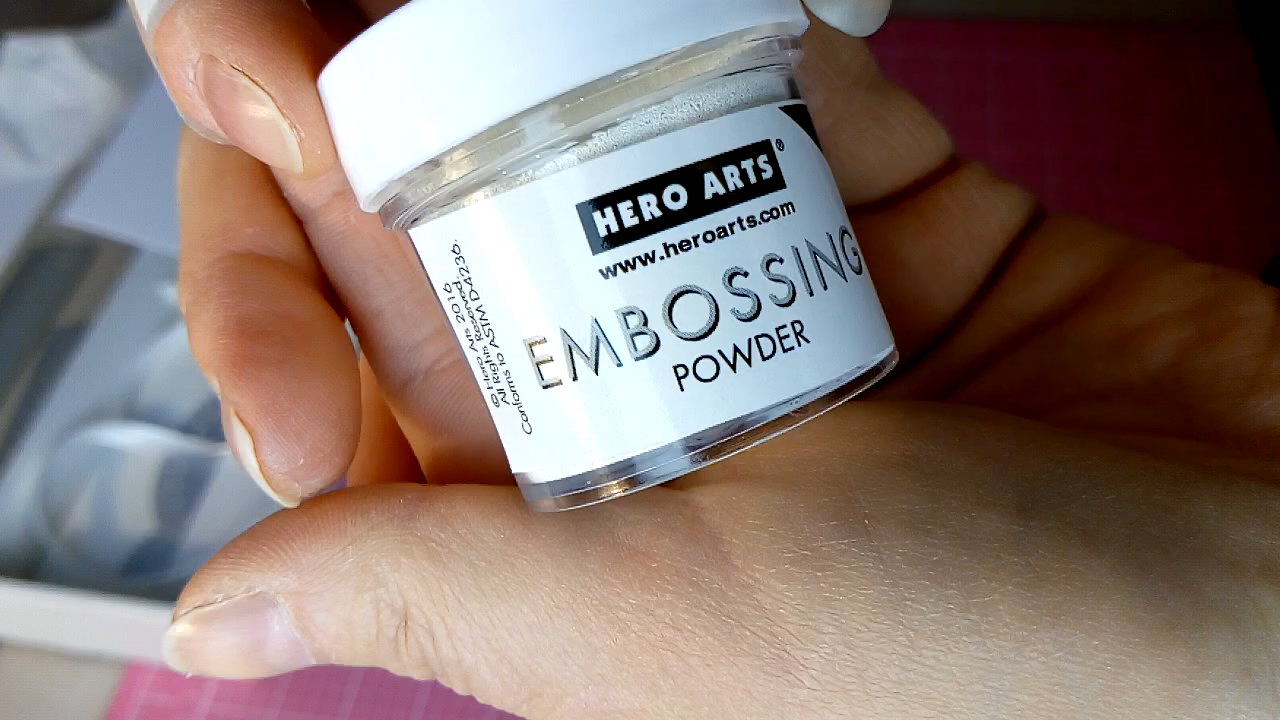 HERO ARTS®
www.heroarts.com
EMBOSSING
POWDER
© Hero Arts 2016
All Rights Reserved.
Conforms to ASTM D4236.